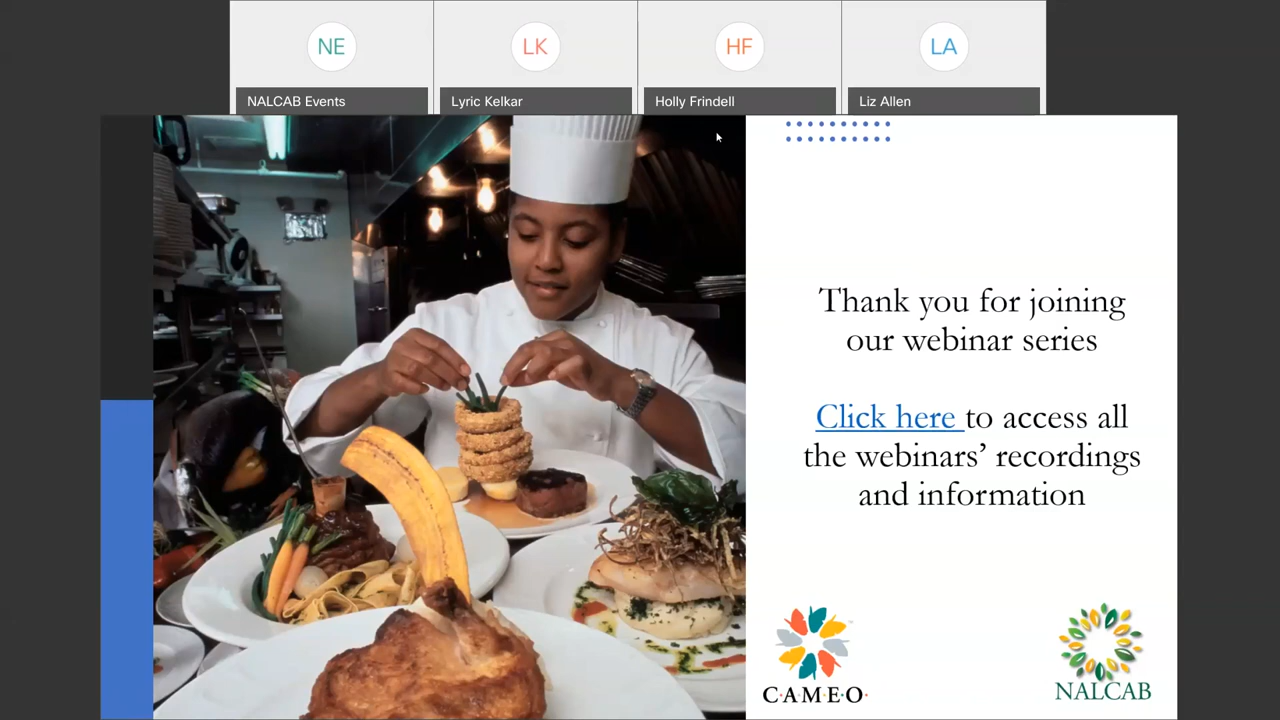 NE
LK
HF
LA
NALCAB Events
Lyric Kelkar
Holly Frindell
Liz Allen
Thank you for joining
our webinar series
Click here to access all
the webinars’ recordings
and information
C·A·M·E·O·
NALCAB